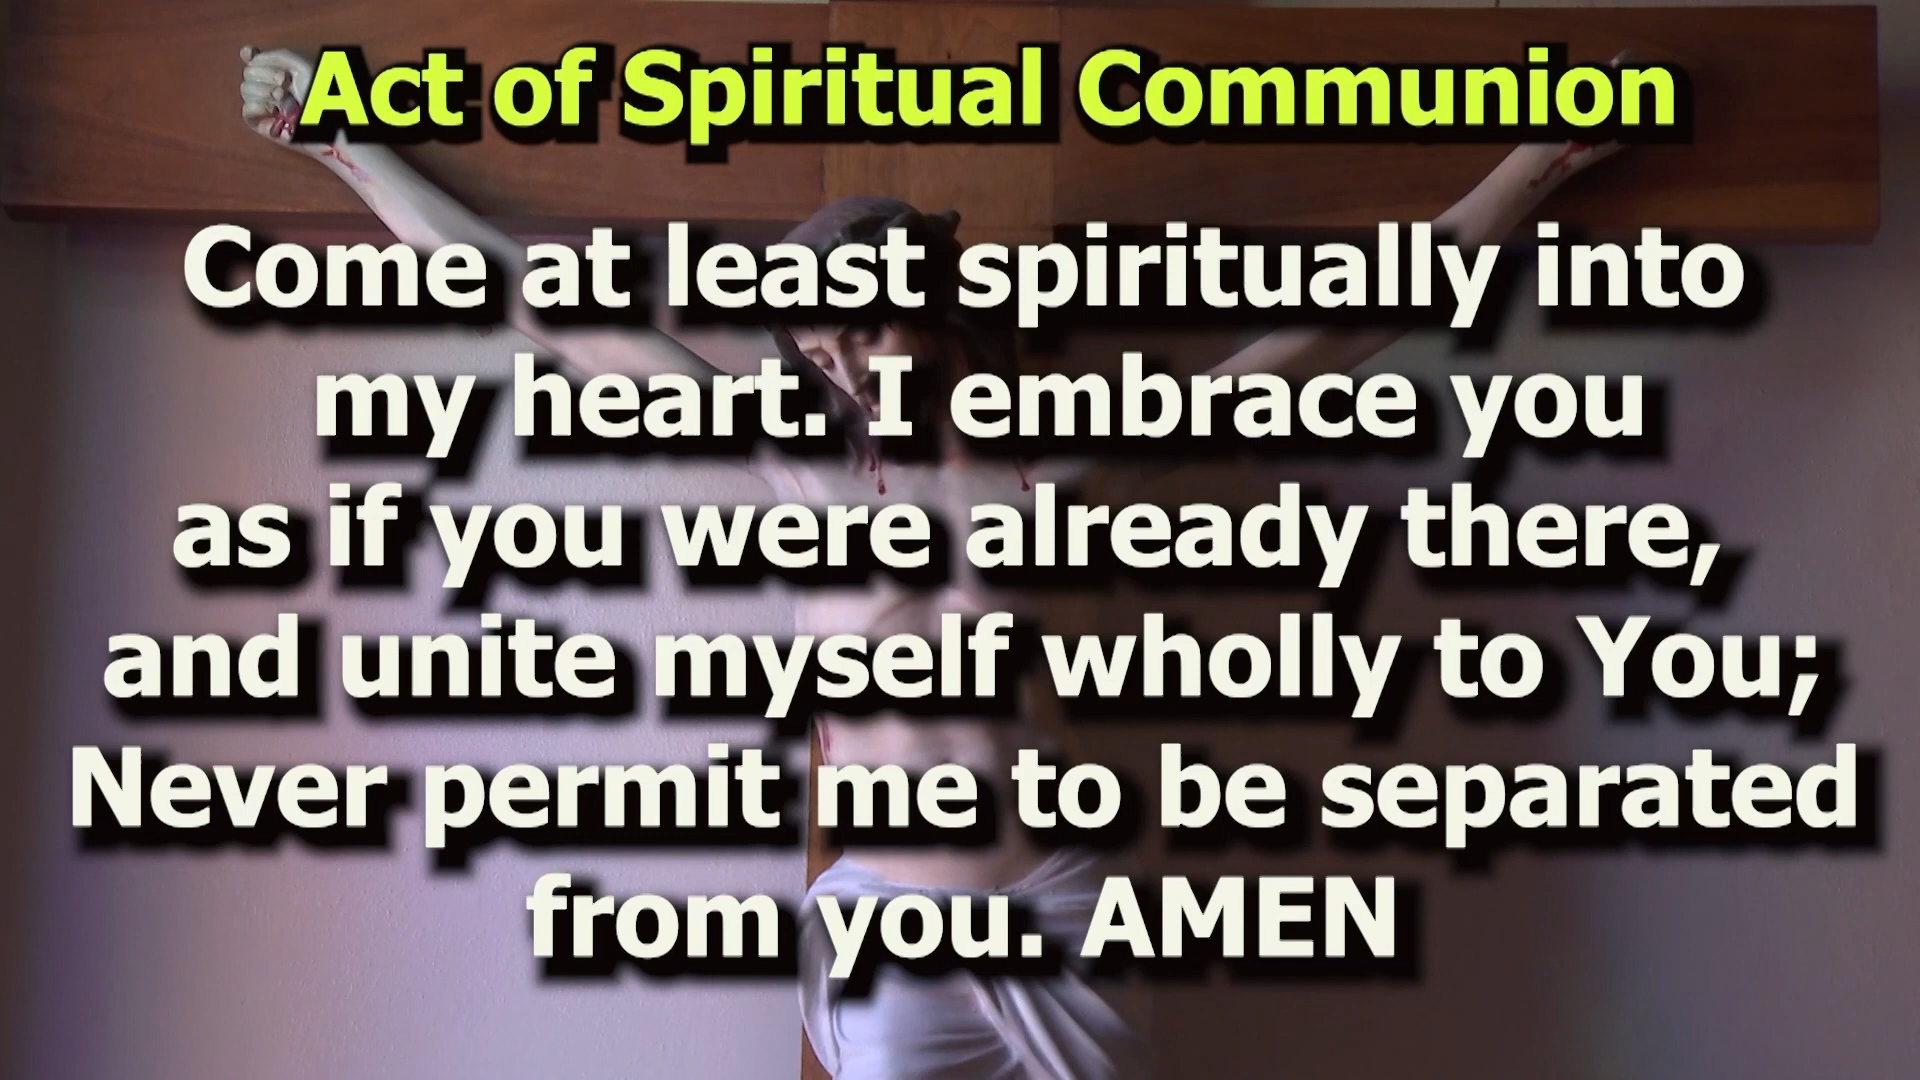 Act of Spiritual Communion
Come at least spiritually into
my heart. I embrace you
as if you were already there,
and unite myself wholly to You;
Never permit me to be separated
from you. AMEN